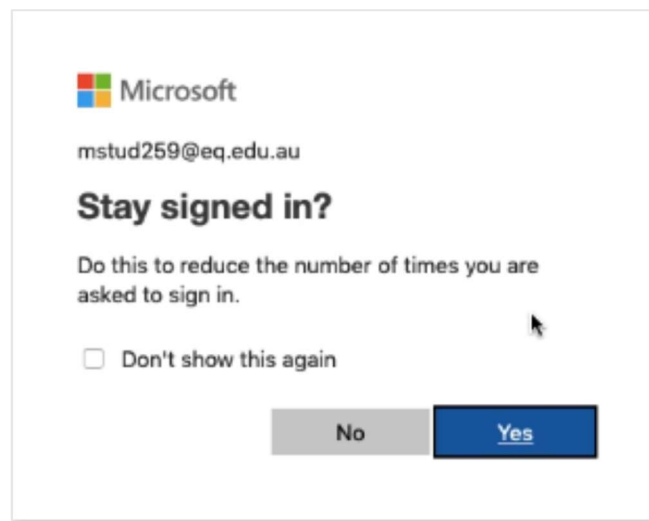 Microsoft
mstud259@eq.edu.au
Stay signed in?
Do this to reduce the number of times you are
asked to sign in.
Don't show this again
No
Yes